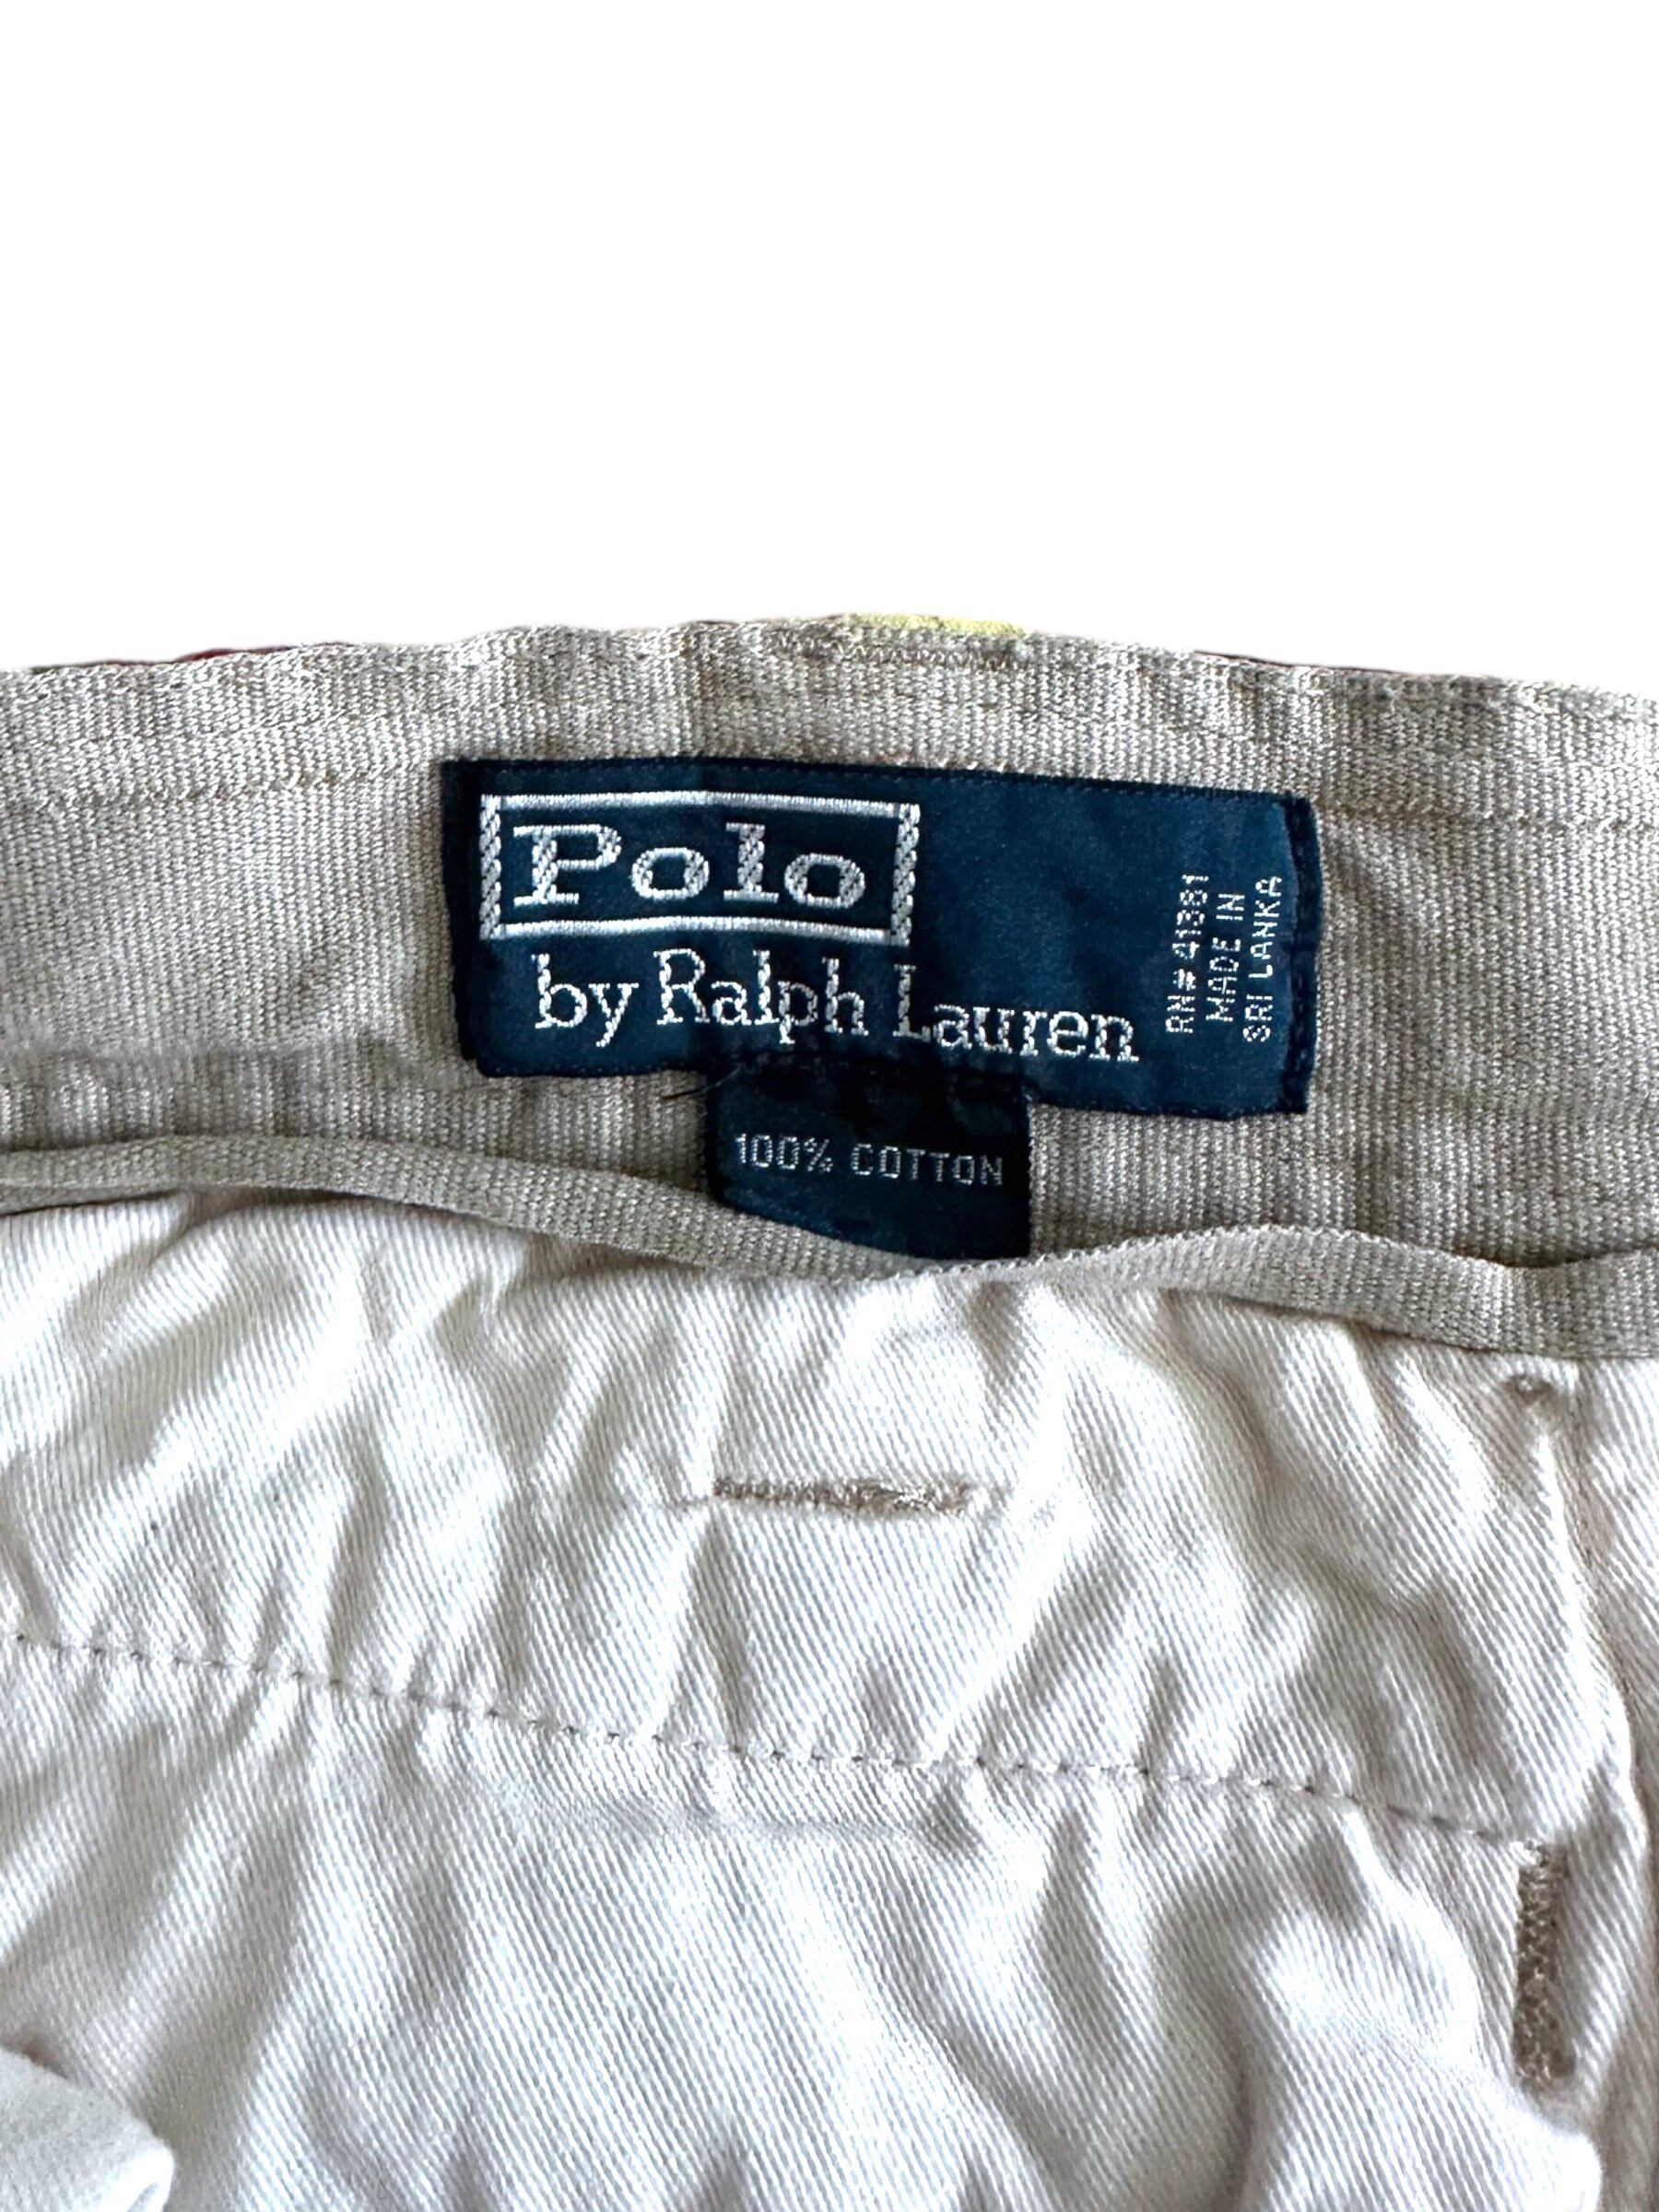 Polo
by Ralph Lauren
RN# 41381
MADE IN
SRI LANKA
100% COTTON